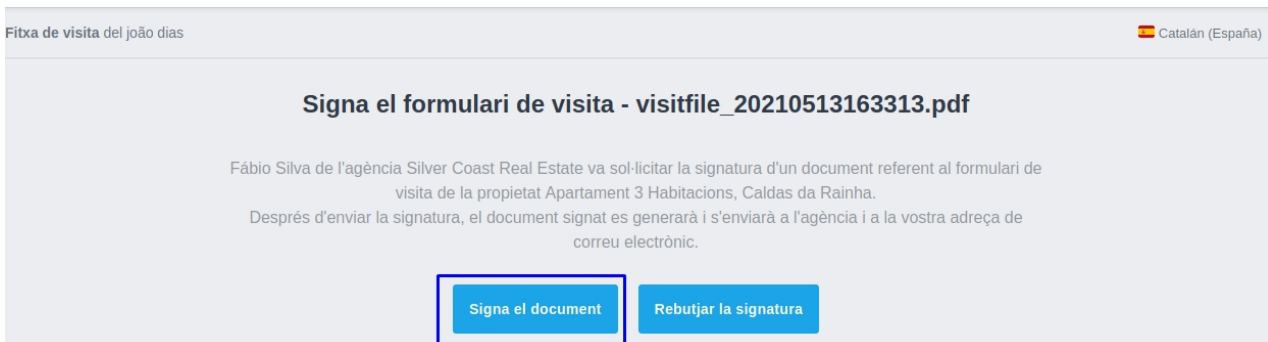 Fitxa de visita del joão dias
Catalán (España)
Signa el formulari de visita - visitfile_20210513163313.pdf
Fábio Silva de l'agència Silver Coast Real Estate va sol·licitar la signatura d'un document referent al formulari de
visita de la propietat Apartament 3 Habitacions, Caldas da Rainha.
Després d'enviar la signatura, el document signat es generarà i s'enviarà a l'agència i a la vostra adreça de
correu electrònic.
Signa el document
Rebutjar la signatura